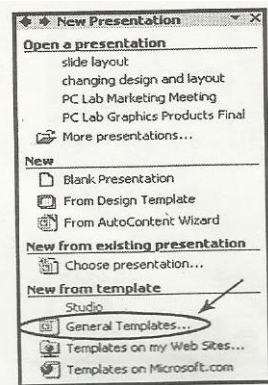 New Presentation
Open a presentation
slide layout
changing design and layout
PC Lab Marketing Meeting
PC Lab Graphics Products Final
More presentations...
New
Blank Presentation
From Design Template
From AutoContent Wizard
New from existing presentation
Choose presentation...
New from template
Studio
General Templates...
Templates on my Web Sites...
Templates on Microsoft.com